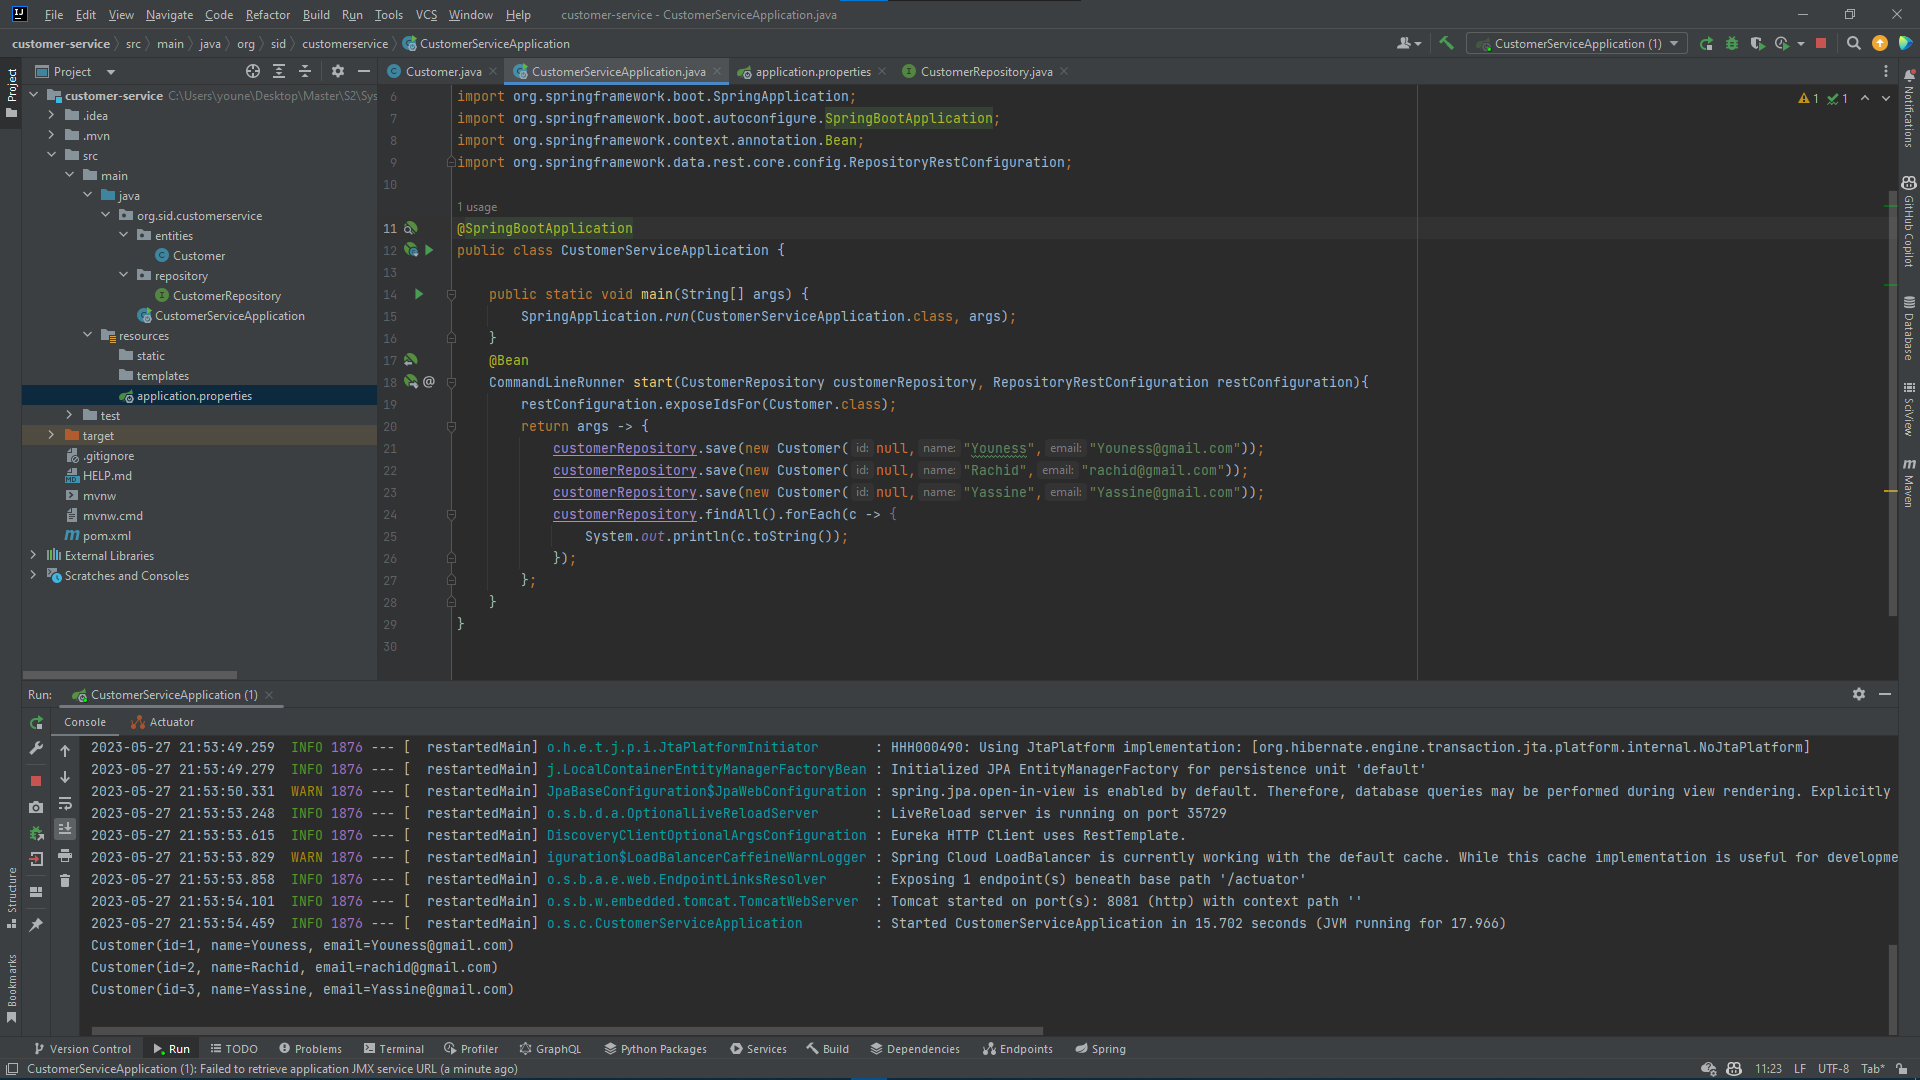 File Edit View Navigate Code Refactor Build Run Tools VCS Window Help customer-service - CustomerServiceApplication.java
customer-service src main java org sid customerservice CustomerServiceApplication
CustomerServiceApplication (1)
Project
Customer.java CustomerServiceApplication.java application.properties CustomerRepository.java
Project
customer-service C:\Users\youne\Desktop\Master\S2\Sys
.idea
.mvn
src
main
java
org.sid.customerservice
entities
Customer
repository
CustomerRepository
CustomerServiceApplication
resources
static
templates
application.properties
test
target
.gitignore
HELP.md
mvnw
mvnw.cmd
pom.xml
External Libraries
Scratches and Consoles
1 1
6 import org.springframework.boot.SpringApplication;
7 import org.springframework.boot.autoconfigure.SpringBootApplication;
8 import org.springframework.context.annotation.Bean;
9 import org.springframework.data.rest.core.config.RepositoryRestConfiguration;
10
1 usage
11 @SpringBootApplication
12 public class CustomerServiceApplication {
13
14 public static void main(String[] args) {
15 SpringApplication.run(CustomerServiceApplication.class, args);
16 }
17 @Bean
18 @ CommandLineRunner start(CustomerRepository customerRepository, RepositoryRestConfiguration restConfiguration){
19 restConfiguration.exposeIdsFor(Customer.class);
20 return args -> {
21 customerRepository.save(new Customer( id: null, name: "Youness", email: "Youness@gmail.com"));
22 customerRepository.save(new Customer( id: null, name: "Rachid", email: "rachid@gmail.com"));
23 customerRepository.save(new Customer( id: null, name: "Yassine", email: "Yassine@gmail.com"));
24 customerRepository.findAll().forEach(c -> {
25 System.out.println(c.toString());
26 });
27 };
28 }
29 }
30
Notifications
GitHub Copilot
Database
SciView
Maven
Run: CustomerServiceApplication (1)
Console Actuator
2023-05-27 21:53:49.259 INFO 1876 --- [ restartedMain] o.h.e.t.j.p.i.JtaPlatformInitiator : HHH000490: Using JtaPlatform implementation: [org.hibernate.engine.transaction.jta.platform.internal.NoJtaPlatform]
2023-05-27 21:53:49.279 INFO 1876 --- [ restartedMain] j.LocalContainerEntityManagerFactoryBean : Initialized JPA EntityManagerFactory for persistence unit 'default'
2023-05-27 21:53:50.331 WARN 1876 --- [ restartedMain] JpaBaseConfiguration$JpaWebConfiguration : spring.jpa.open-in-view is enabled by default. Therefore, database queries may be performed during view rendering. Explicitly
2023-05-27 21:53:53.248 INFO 1876 --- [ restartedMain] o.s.b.d.a.OptionalLiveReloadServer : LiveReload server is running on port 35729
2023-05-27 21:53:53.615 INFO 1876 --- [ restartedMain] DiscoveryClientOptionalArgsConfiguration : Eureka HTTP Client uses RestTemplate.
2023-05-27 21:53:53.829 WARN 1876 --- [ restartedMain] iguration$LoadBalancerCaffeineWarnLogger : Spring Cloud LoadBalancer is currently working with the default cache. While this cache implementation is useful for developme
2023-05-27 21:53:53.858 INFO 1876 --- [ restartedMain] o.s.b.a.e.web.EndpointLinksResolver : Exposing 1 endpoint(s) beneath base path '/actuator'
2023-05-27 21:53:54.101 INFO 1876 --- [ restartedMain] o.s.b.w.embedded.tomcat.TomcatWebServer : Tomcat started on port(s): 8081 (http) with context path ''
2023-05-27 21:53:54.459 INFO 1876 --- [ restartedMain] o.s.c.CustomerServiceApplication : Started CustomerServiceApplication in 15.702 seconds (JVM running for 17.966)
Customer(id=1, name=Youness, email=Youness@gmail.com)
Customer(id=2, name=Rachid, email=rachid@gmail.com)
Customer(id=3, name=Yassine, email=Yassine@gmail.com)
Structure
Bookmarks
Version Control Run TODO Problems Terminal Profiler GraphQL Python Packages Services Build Dependencies Endpoints Spring
CustomerServiceApplication (1): Failed to retrieve application JMX service URL (a minute ago) 11:23 LF UTF-8 Tab*